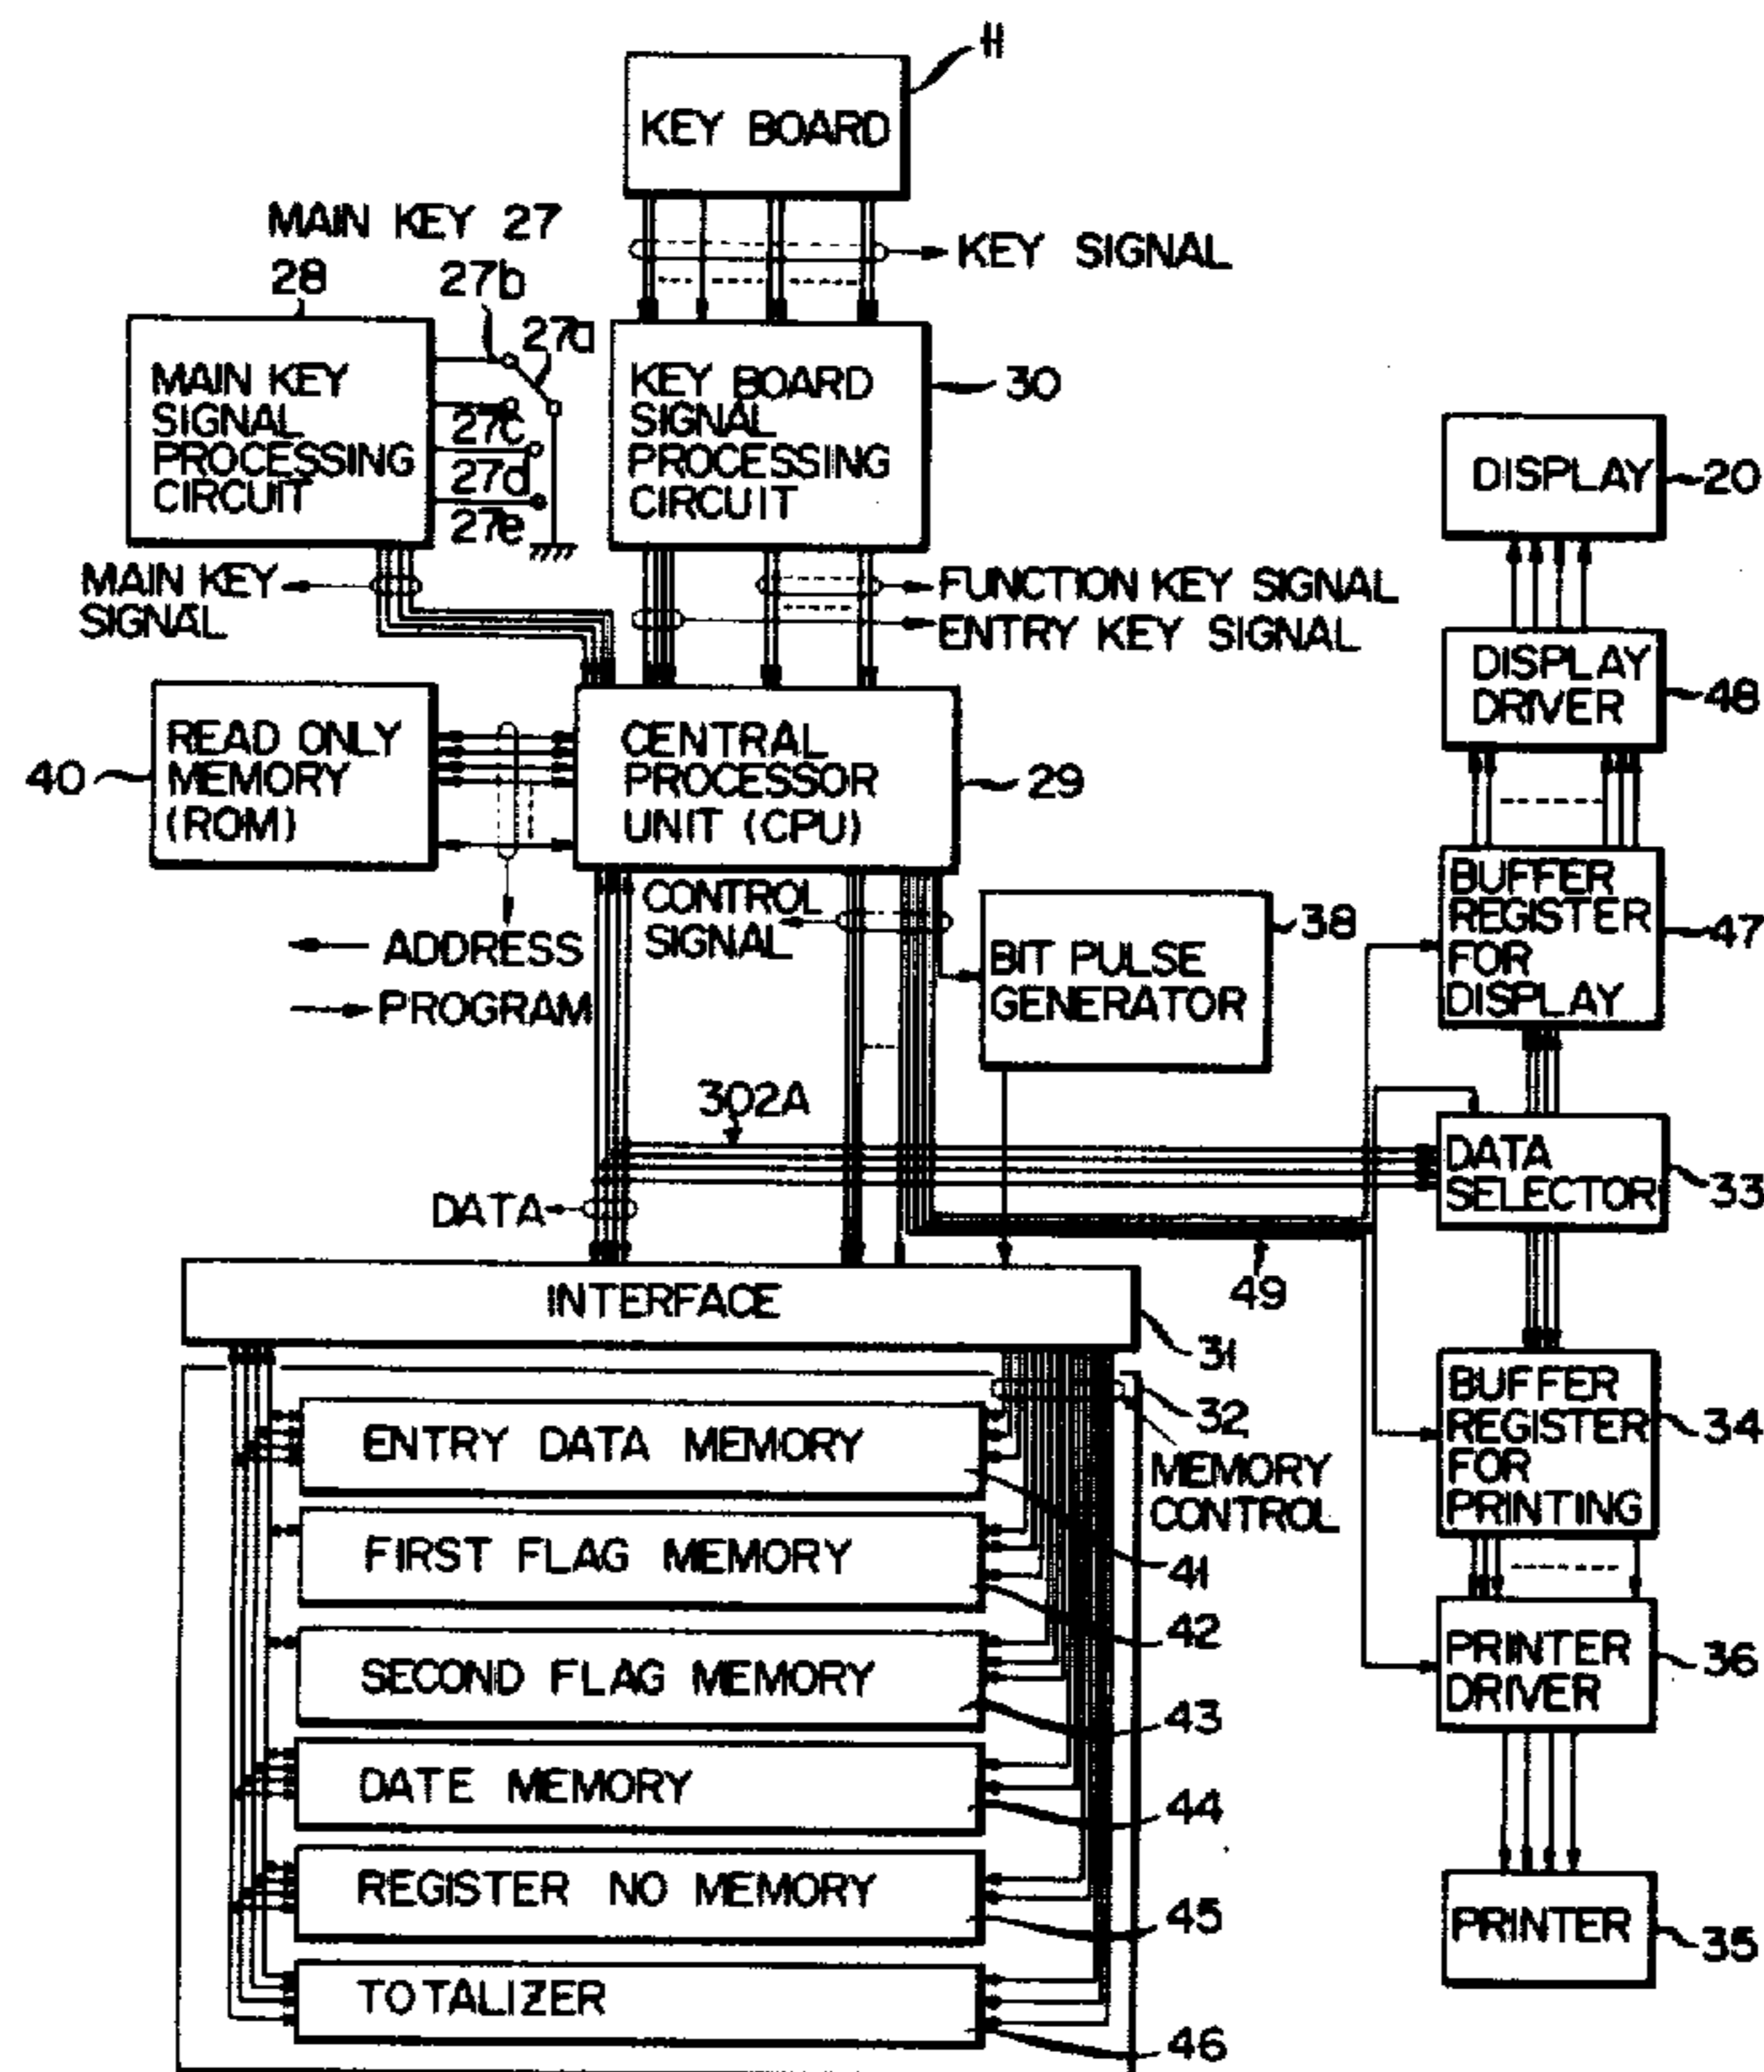 11
KEY BOARD
MAIN KEY 27
KEY SIGNAL
28
27b
27a
MAIN KEY
SIGNAL
PROCESSING
CIRCUIT
27c
27d
27e
KEY BOARD
SIGNAL
PROCESSING
CIRCUIT
30
MAIN KEY
SIGNAL
FUNCTION KEY SIGNAL
ENTRY KEY SIGNAL
DISPLAY
20
DISPLAY
DRIVER
48
40
READ ONLY
MEMORY
(ROM)
CENTRAL
PROCESSOR
UNIT (CPU)
29
ADDRESS
PROGRAM
CONTROL
SIGNAL
BIT PULSE
GENERATOR
38
BUFFER
REGISTER
FOR
DISPLAY
47
302A
DATA
DATA
SELECTOR
33
49
INTERFACE
31
32
MEMORY
CONTROL
BUFFER
REGISTER
FOR
PRINTING
34
ENTRY DATA MEMORY
41
FIRST FLAG MEMORY
42
SECOND FLAG MEMORY
43
DATE MEMORY
44
REGISTER NO MEMORY
45
TOTALIZER
46
PRINTER
DRIVER
36
PRINTER
35